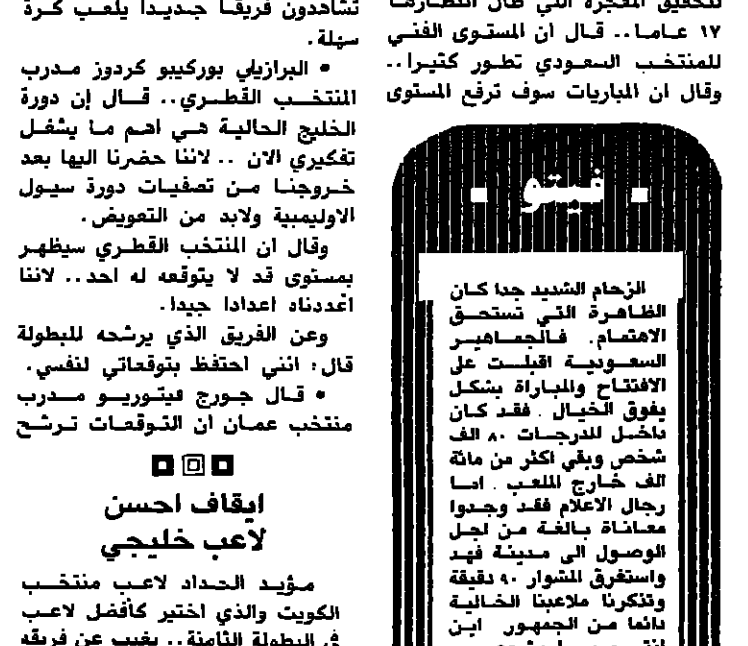 لتحقيق المعجزة التي طال انتظارها
١٧ عاما.. قال ان المستوى الفني
للمنتخب السعودي تطور كثيرا..
وقال ان المباريات سوف ترفع المستوى
فيتو
الزحام الشديد جدا كان
الظاهرة التي تستحق
الاهتمام. فالجماهير
السعودية اقبلت على
الافتتاح والمباراة بشكل
يفوق الخيال . فقد كان
داخل المدرجات ٨٠ الف
شخص وبقي اكثر من مائة
الف خارج الملعب . اما
رجال الاعلام فقد وجدوا
معاناة بالغة من اجل
الوصول الى مدينة فهد
واستغرق المشوار ٩٠ دقيقة
وتذكرنا ملاعبنا الخالية
دائما من الجمهور اين
تشاهدون فريقا جديدا يلعب كرة
سهلة.
• البرازيلي بوركيبو كردوز مدرب
المنتخب القطري.. قال إن دورة
الخليج الحالية هي اهم ما يشغل
تفكيري الان .. لاننا حضرنا اليها بعد
خروجنا من تصفيات دورة سيول
الاوليمبية ولابد من التعويض.
وقال ان المنتخب القطري سيظهر
بمستوى قد لا يتوقعه له احد.. لاننا
اعددناه اعدادا جيدا.
وعن الفريق الذي يرشحه للبطولة
قال: انني احتفظ بتوقعاتي لنفسي.
• قال جورج فيتوريو مدرب
منتخب عمان ان التوقعات ترشح
ايقاف احسن
لاعب خليجي
مؤيد الحداد لاعب منتخب
الكويت والذي اختير كأفضل لاعب
في البطولة الثامنة.. يغيب عن فريقه